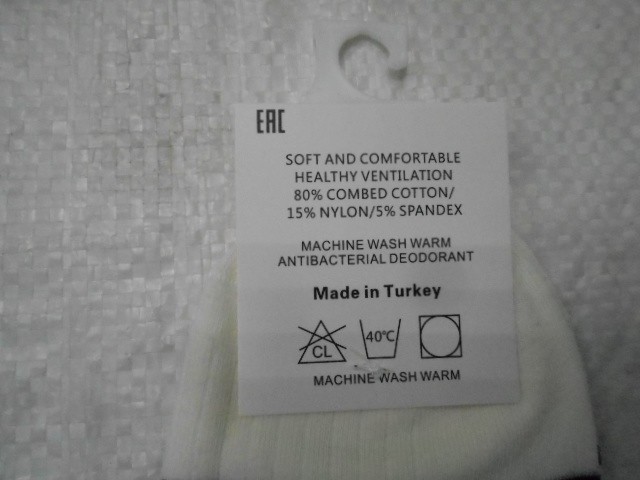 EAC
SOFT AND COMFORTABLE
HEALTHY VENTILATION
80% COMBED COTTON/
15% NYLON/5% SPANDEX
MACHINE WASH WARM
ANTIBACTERIAL DEODORANT
Made in Turkey
CL 40℃
MACHINE WASH WARM